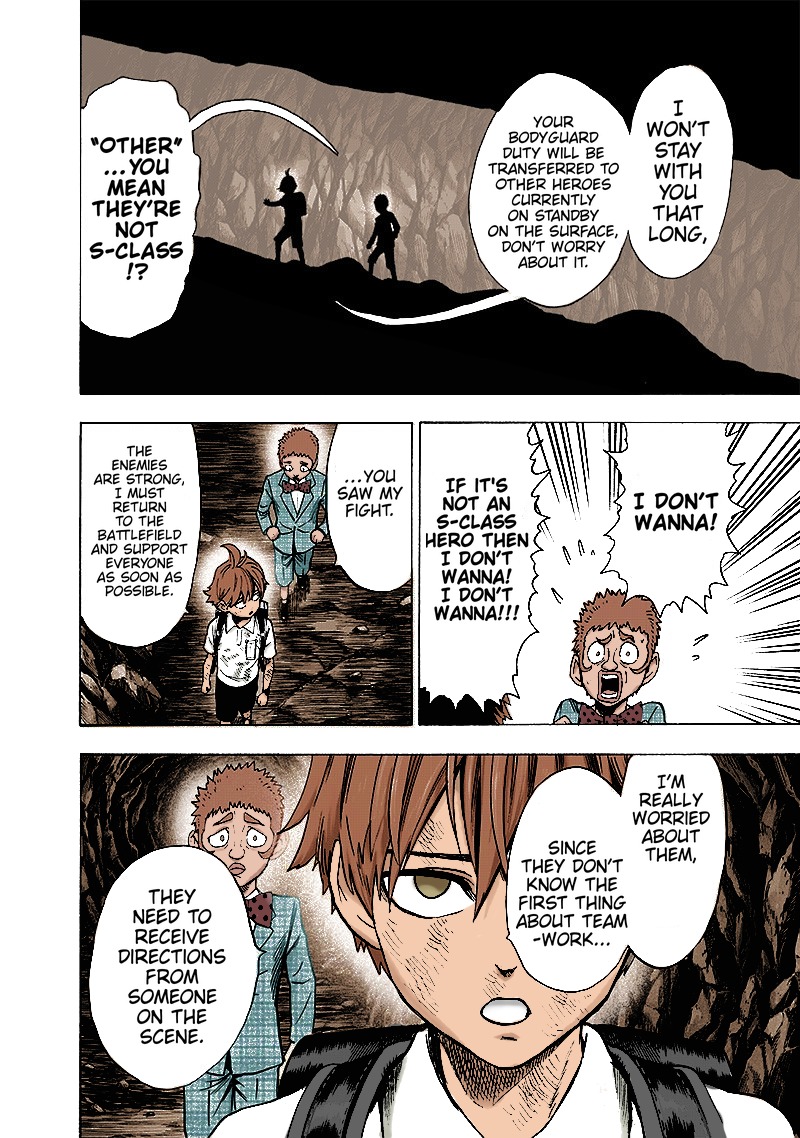 I
WON'T
STAY
WITH
YOU
THAT
LONG,
YOUR
BODYGUARD
DUTY WILL BE
TRANSFERRED TO
OTHER HEROES
CURRENTLY
ON STANDBY
ON THE SURFACE,
DON'T WORRY
ABOUT IT.
"OTHER"
...YOU
MEAN
THEY'RE
NOT
S-CLASS
!?
I DON'T
WANNA!
IF IT'S
NOT AN
S-CLASS
HERO THEN
I DON'T
WANNA!
I DON'T
WANNA!!!
...YOU
SAW MY
FIGHT.
THE
ENEMIES
ARE STRONG,
I MUST
RETURN
TO THE
BATTLEFIELD
AND SUPPORT
EVERYONE
AS SOON AS
POSSIBLE.
I'M
REALLY
WORRIED
ABOUT
THEM,
SINCE
THEY DON'T
KNOW THE
FIRST THING
ABOUT TEAM
-WORK...
THEY
NEED TO
RECEIVE
DIRECTIONS
FROM
SOMEONE
ON THE
SCENE.